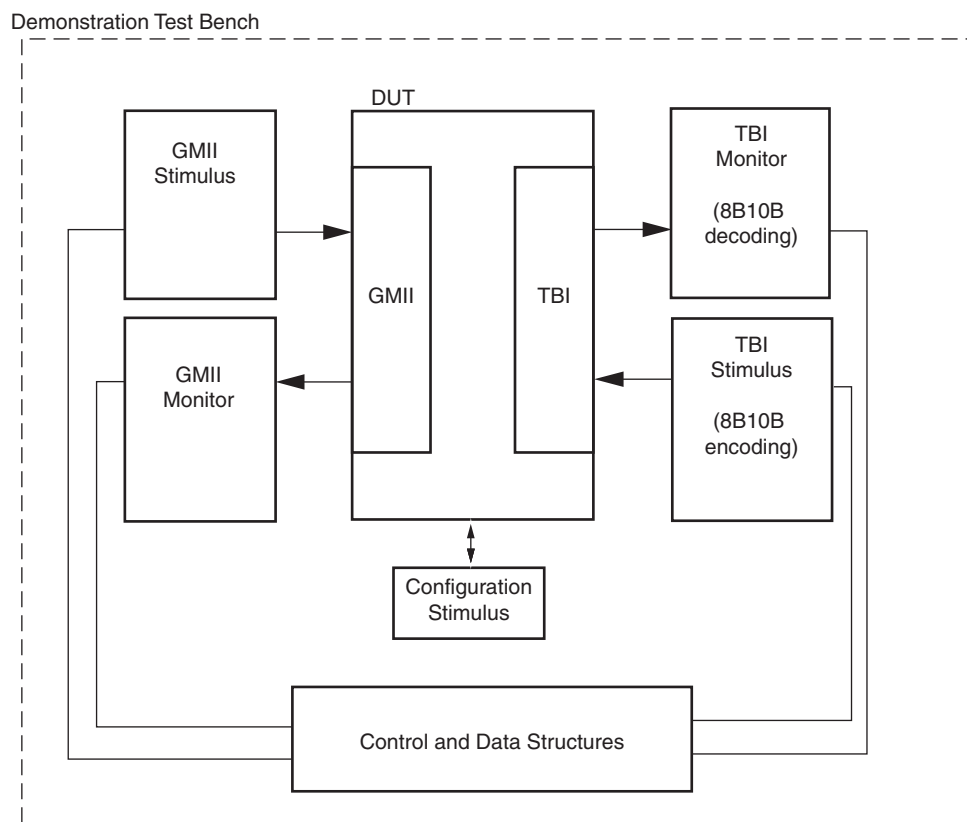 Demonstration Test Bench
DUT
GMII
Stimulus
TBI
Monitor
(8B10B
decoding)
GMII
TBI
GMII
Monitor
TBI
Stimulus
(8B10B
encoding)
Configuration
Stimulus
Control and Data Structures